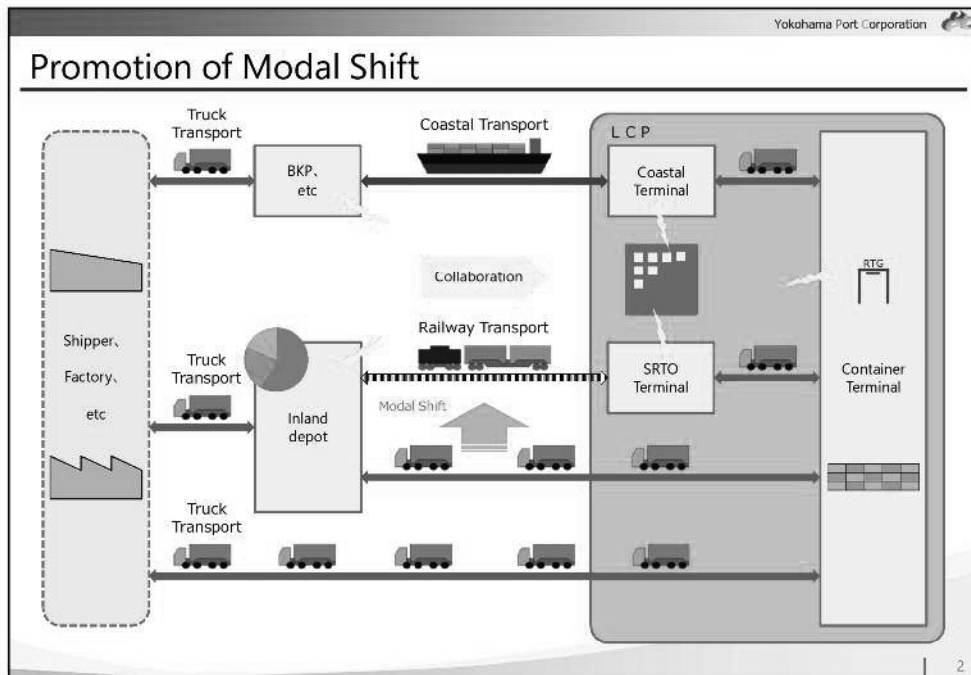 Yokohama Port Corporation
Promotion of Modal Shift
Truck
Transport
Coastal Transport
LCP
BKP、
etc
Coastal
Terminal
RTG
Collaboration
Shipper、
Factory、
etc
Truck
Transport
Railway Transport
Inland
depot
SRTO
Terminal
Container
Terminal
Modal Shift
Truck
Transport
2